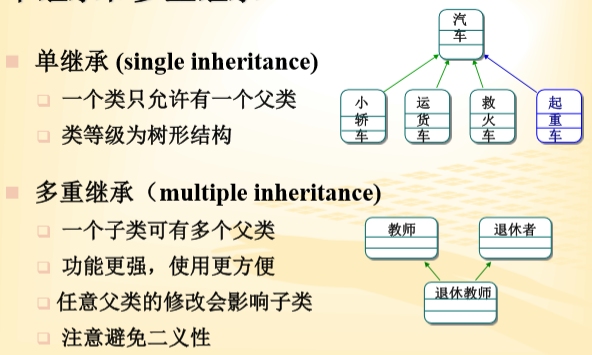 单继承 (single inheritance)
一个类只允许有一个父类
类等级为树形结构
汽车
小轿车
运货车
救火车
起重车
多重继承（multiple inheritance)
一个子类可有多个父类
功能更强，使用更方便
任意父类的修改会影响子类
注意避免二义性
教师
退休者
退休教师